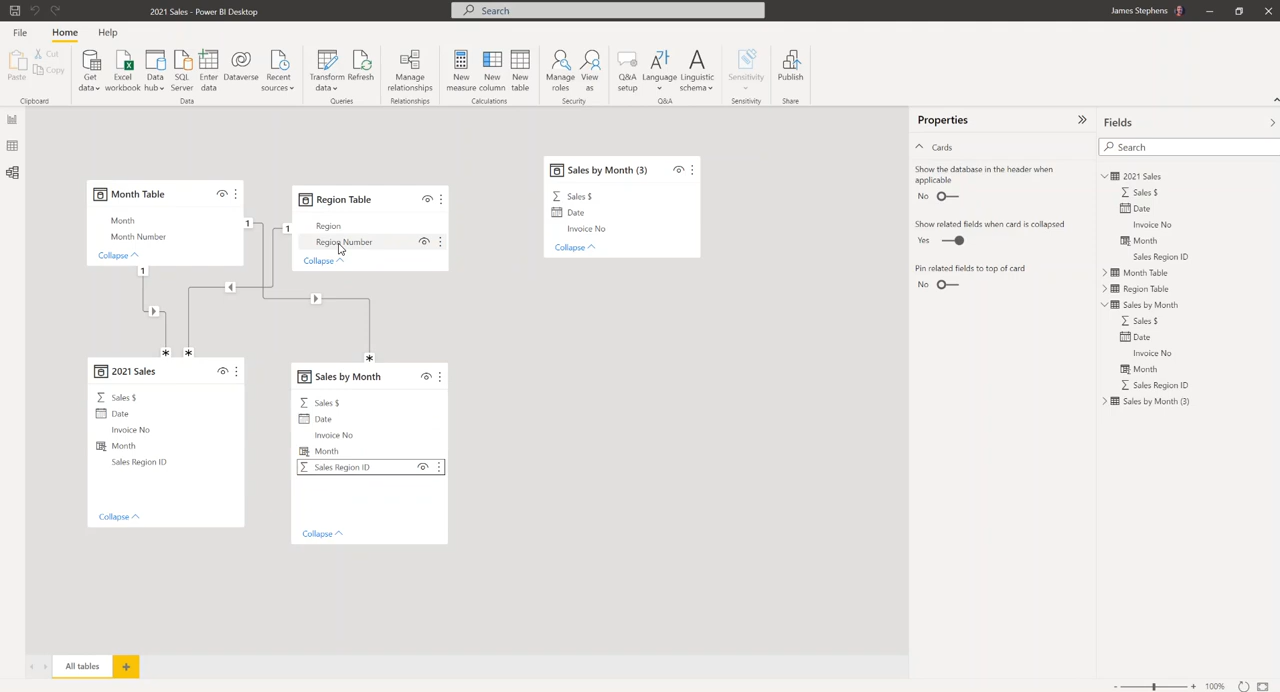 2021 Sales - Power BI Desktop
Search
James Stephens
File
Home
Help
Paste
Cut
Copy
Clipboard
Get data
Excel workbook
Data hub
SQL Server
Enter data
Dataverse
Recent sources
Data
Transform data
Refresh
Queries
Manage relationships
Relationships
New measure
New column
New table
Calculations
Manage roles
View as
Security
Q&A setup
Language
Linguistic schema
Q&A
Sensitivity
Sensitivity
Publish
Share
Month Table
Month
Month Number
Collapse
1
1
Region Table
Region
Region Number
Collapse
1
Sales by Month (3)
Sales $
Date
Invoice No
Collapse
2021 Sales
Sales $
Date
Invoice No
Month
Sales Region ID
Collapse
Sales by Month
Sales $
Date
Invoice No
Month
Sales Region ID
Collapse
Properties
Cards
Show the database in the header when
applicable
No
Show related fields when card is collapsed
Yes
Pin related fields to top of card
No
Fields
Search
2021 Sales
Sales $
Date
Invoice No
Month
Sales Region ID
Month Table
Region Table
Sales by Month
Sales $
Date
Invoice No
Month
Sales Region ID
Sales by Month (3)
All tables
100%